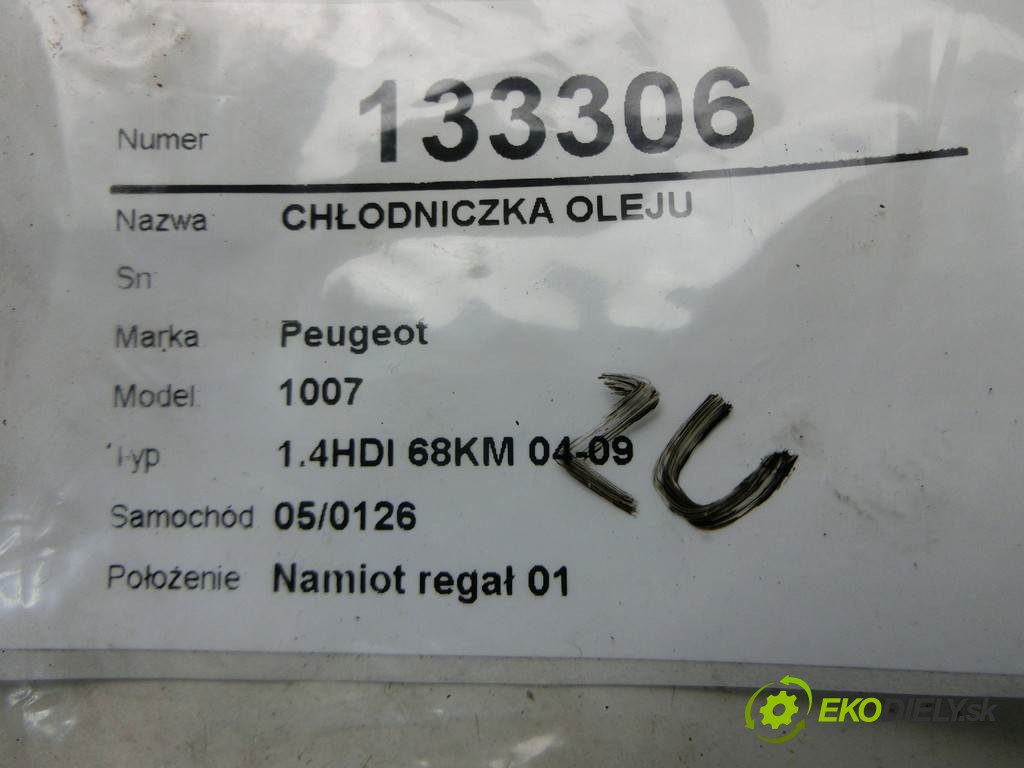 Numer 133306
Nazwa CHŁODNICZKA OLEJU
Sn
Marka Peugeot
Model 1007
Typ 1.4HDI 68KM 04-09
Samochód 05/0126
Położenie Namiot regał 01
EKODIELY.sk